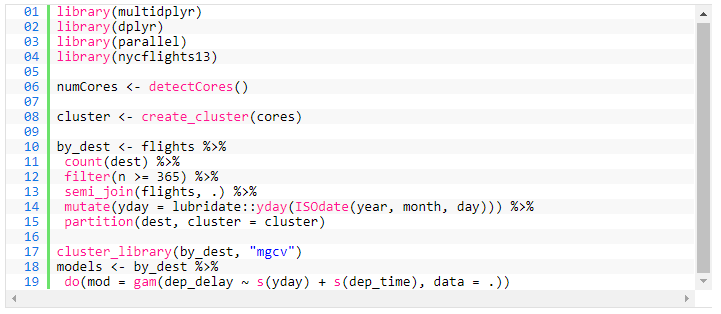 01 library(multidplyr)
02 library(dplyr)
03 library(parallel)
04 library(nycflights13)
05
06 numCores <- detectCores()
07
08 cluster <- create_cluster(cores)
09
10 by_dest <- flights %>%
11  count(dest) %>%
12  filter(n >= 365) %>%
13  semi_join(flights, .) %>%
14  mutate(yday = lubridate::yday(ISOdate(year, month, day))) %>%
15  partition(dest, cluster = cluster)
16
17 cluster_library(by_dest, "mgcv")
18 models <- by_dest %>%
19  do(mod = gam(dep_delay ~ s(yday) + s(dep_time), data = .))